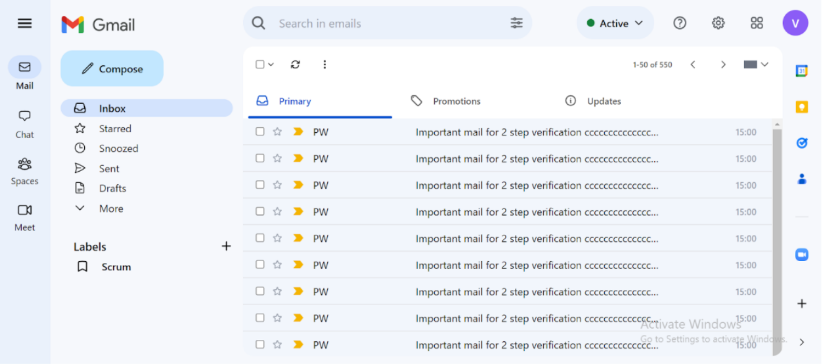 Gmail
Search in emails
Active
V
Mail
Chat
Spaces
Meet
Compose
Inbox
Starred
Snoozed
Sent
Drafts
More
Labels
Scrum
1-50 of 550
Primary
Promotions
Updates
PW Important mail for 2 step verification cccccccccccccc... 15:00
PW Important mail for 2 step verification cccccccccccccc... 15:00
PW Important mail for 2 step verification cccccccccccccc... 15:00
PW Important mail for 2 step verification cccccccccccccc... 15:00
PW Important mail for 2 step verification cccccccccccccc... 15:00
PW Important mail for 2 step verification cccccccccccccc... 15:00
PW Important mail for 2 step verification cccccccccccccc... 15:00
PW Important mail for 2 step verification cccccccccccccc... 15:00
PW Important mail for 2 step verification cccccccccccccc... 15:00
31
Activate Windows
Go to Settings to activate Windows.